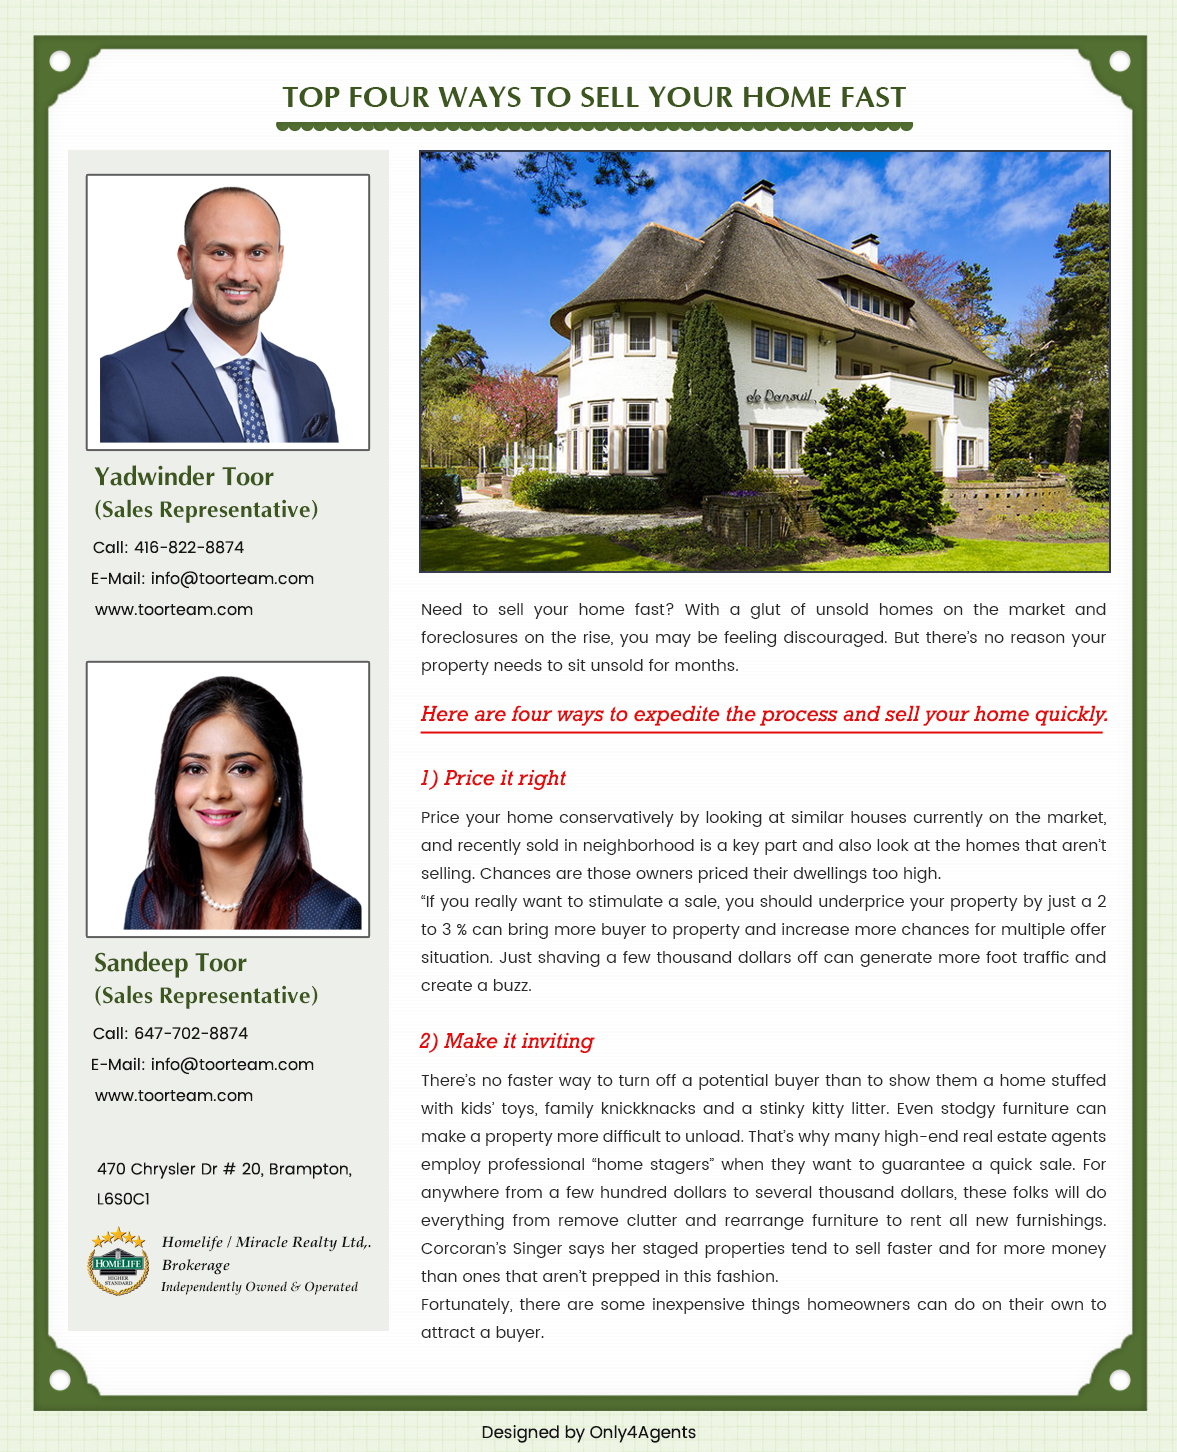 TOP FOUR WAYS TO SELL YOUR HOME FAST
Yadwinder Toor
(Sales Representative)
Call: 416-822-8874
E-Mail: info@toorteam.com
www.toorteam.com
Sandeep Toor
(Sales Representative)
Call: 647-702-8874
E-Mail: info@toorteam.com
www.toorteam.com
470 Chrysler Dr # 20, Brampton,
L6S0C1
HOMELIFE
HIGHER
STANDARD
Homelife / Miracle Realty Ltd,.
Brokerage
Independently Owned & Operated
Need to sell your home fast? With a glut of unsold homes on the market and
foreclosures on the rise, you may be feeling discouraged. But there’s no reason your
property needs to sit unsold for months.
Here are four ways to expedite the process and sell your home quickly.
1) Price it right
Price your home conservatively by looking at similar houses currently on the market,
and recently sold in neighborhood is a key part and also look at the homes that aren’t
selling. Chances are those owners priced their dwellings too high.
“If you really want to stimulate a sale, you should underprice your property by just a 2
to 3 % can bring more buyer to property and increase more chances for multiple offer
situation. Just shaving a few thousand dollars off can generate more foot traffic and
create a buzz.
2) Make it inviting
There’s no faster way to turn off a potential buyer than to show them a home stuffed
with kids’ toys, family knickknacks and a stinky kitty litter. Even stodgy furniture can
make a property more difficult to unload. That’s why many high-end real estate agents
employ professional “home stagers” when they want to guarantee a quick sale. For
anywhere from a few hundred dollars to several thousand dollars, these folks will do
everything from remove clutter and rearrange furniture to rent all new furnishings.
Corcoran’s Singer says her staged properties tend to sell faster and for more money
than ones that aren’t prepped in this fashion.
Fortunately, there are some inexpensive things homeowners can do on their own to
attract a buyer.
Designed by Only4Agents